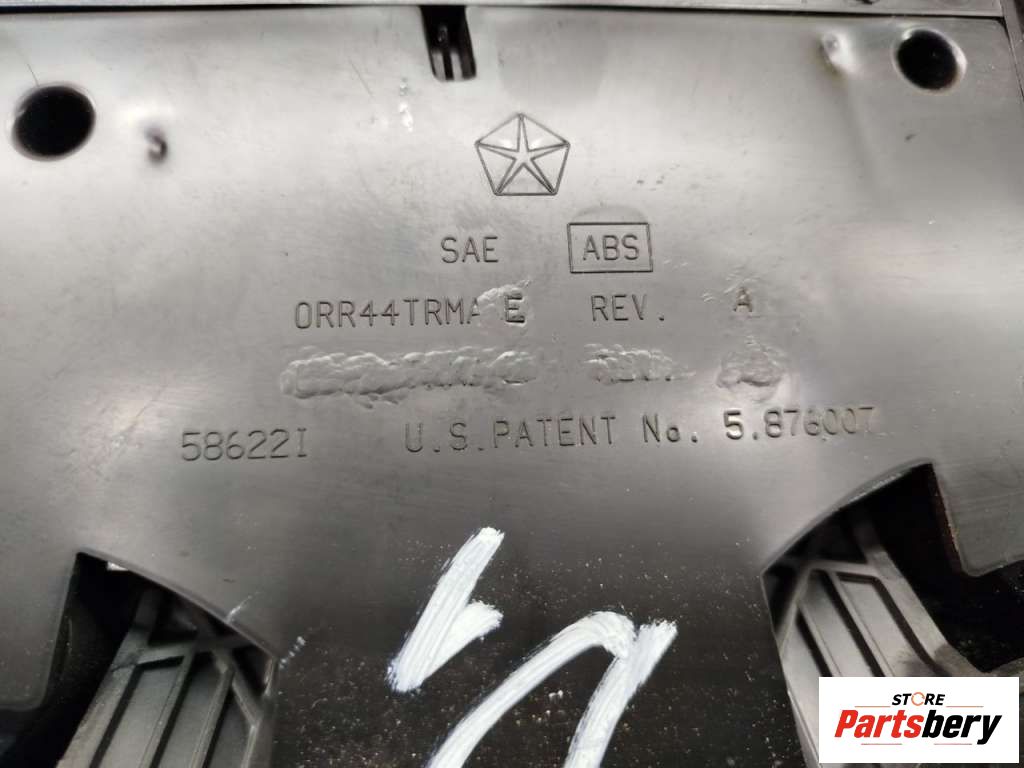 SAE ABS
0RR44TRMA E REV. A
58622I U.S.PATENT No. 5.876007
STORE
Partsbery